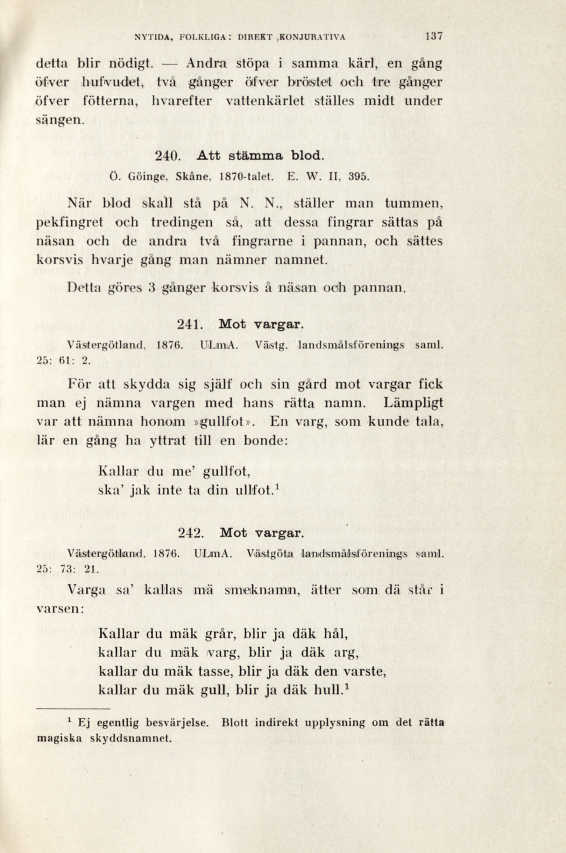 NYTIDA, FOLKLIGA: DIREKT KONJURATIVA 137
detta blir nödigt. — Andra stöpa i samma kärl, en gång
öfver hufvudet, två gånger öfver bröstet och tre gånger
öfver fötterna, hvarefter vattenkärlet ställes midt under
sängen.
240. Att stämma blod.
Ö. Göinge, Skåne, 1870-talet. E. W. II, 395.
När blod skall stå på N. N., ställer man tummen,
pekfingret och tredingen så, att dessa fingrar sättas på
näsan och de andra två fingrarne i pannan, och sättes
korsvis hvarje gång man nämner namnet.
Detta göres 3 gånger korsvis å näsan och pannan.
241. Mot vargar.
Västergötland, 1876. ULmA. Västg. landsmålsförenings saml.
25: 61: 2.
För att skydda sig själf och sin gård mot vargar fick
man ej nämna vargen med hans rätta namn. Lämpligt
var att nämna honom »gullfot». En varg, som kunde tala,
lär en gång ha yttrat till en bonde:
Kallar du me' gullfot,
ska' jak inte ta din ullfot.¹
242. Mot vargar.
Västergötland, 1876. ULmA. Västgöta landsmålsförenings saml.
25: 73: 21.
Varga sa' kallas mä smeknamn, ätter som dä står i
varsen:
Kallar du mäk grår, blir ja däk hål,
kallar du mäk varg, blir ja däk arg,
kallar du mäk tasse, blir ja däk den varste,
kallar du mäk gull, blir ja däk hull.¹
¹ Ej egentlig besvärjelse. Blott indirekt upplysning om det rätta
magiska skyddsnamnet.